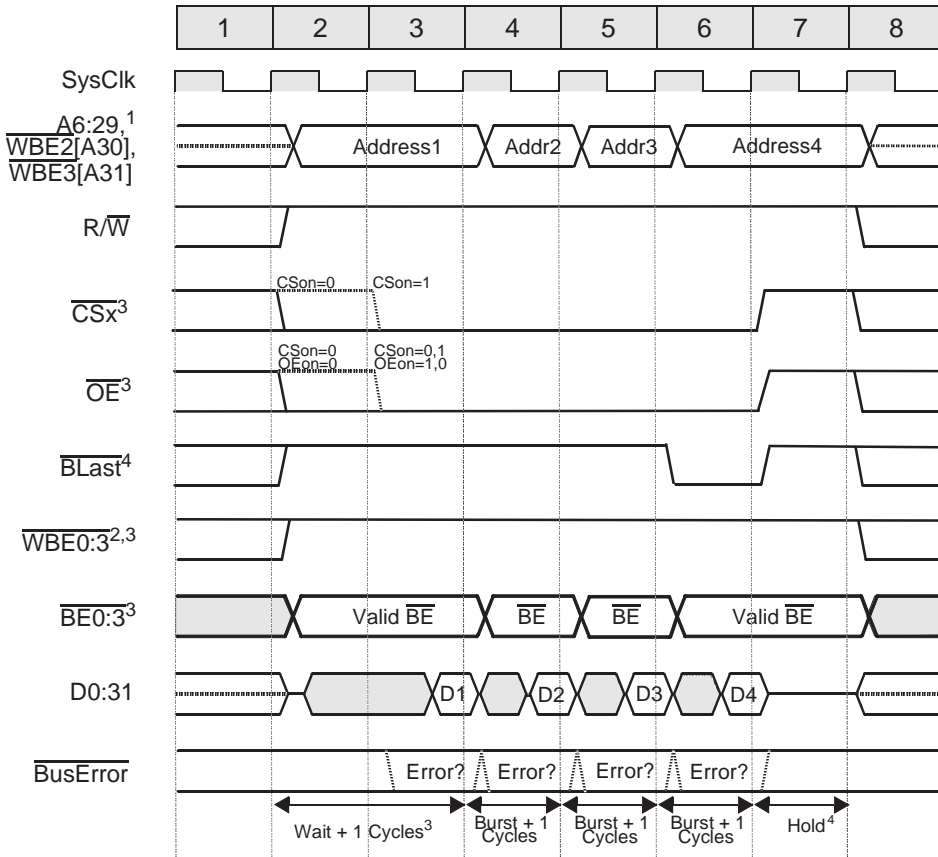 1 2 3 4 5 6 7 8
SysClk
A6:29,1
WBE2[A30],
WBE3[A31]
Address1 Addr2 Addr3 Address4
R/W
CSx3
CSon=0 CSon=1
OE3
CSon=0 CSon=0,1
OEon=0 OEon=1,0
BLast4
WBE0:32,3
BE0:33
Valid BE BE BE Valid BE
D0:31
D1 D2 D3 D4
BusError
Error? Error? Error? Error?
Wait + 1 Cycles3
Burst + 1
Cycles
Burst + 1
Cycles
Burst + 1
Cycles
Hold4